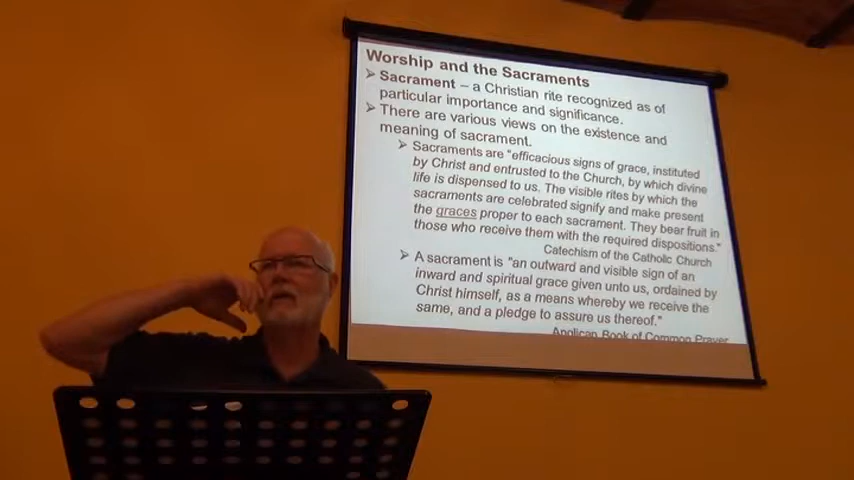 Worship and the Sacraments
➢ Sacrament – a Christian rite recognized as of
particular importance and significance.
➢ There are various views on the existence and
meaning of sacrament.
➢ Sacraments are "efficacious signs of grace, instituted
by Christ and entrusted to the Church, by which divine
life is dispensed to us. The visible rites by which the
sacraments are celebrated signify and make present
the graces proper to each sacrament. They bear fruit in
those who receive them with the required dispositions."
Catechism of the Catholic Church
➢ A sacrament is "an outward and visible sign of an
inward and spiritual grace given unto us, ordained by
Christ himself, as a means whereby we receive the
same, and a pledge to assure us thereof."
Anglican Book of Common Prayer